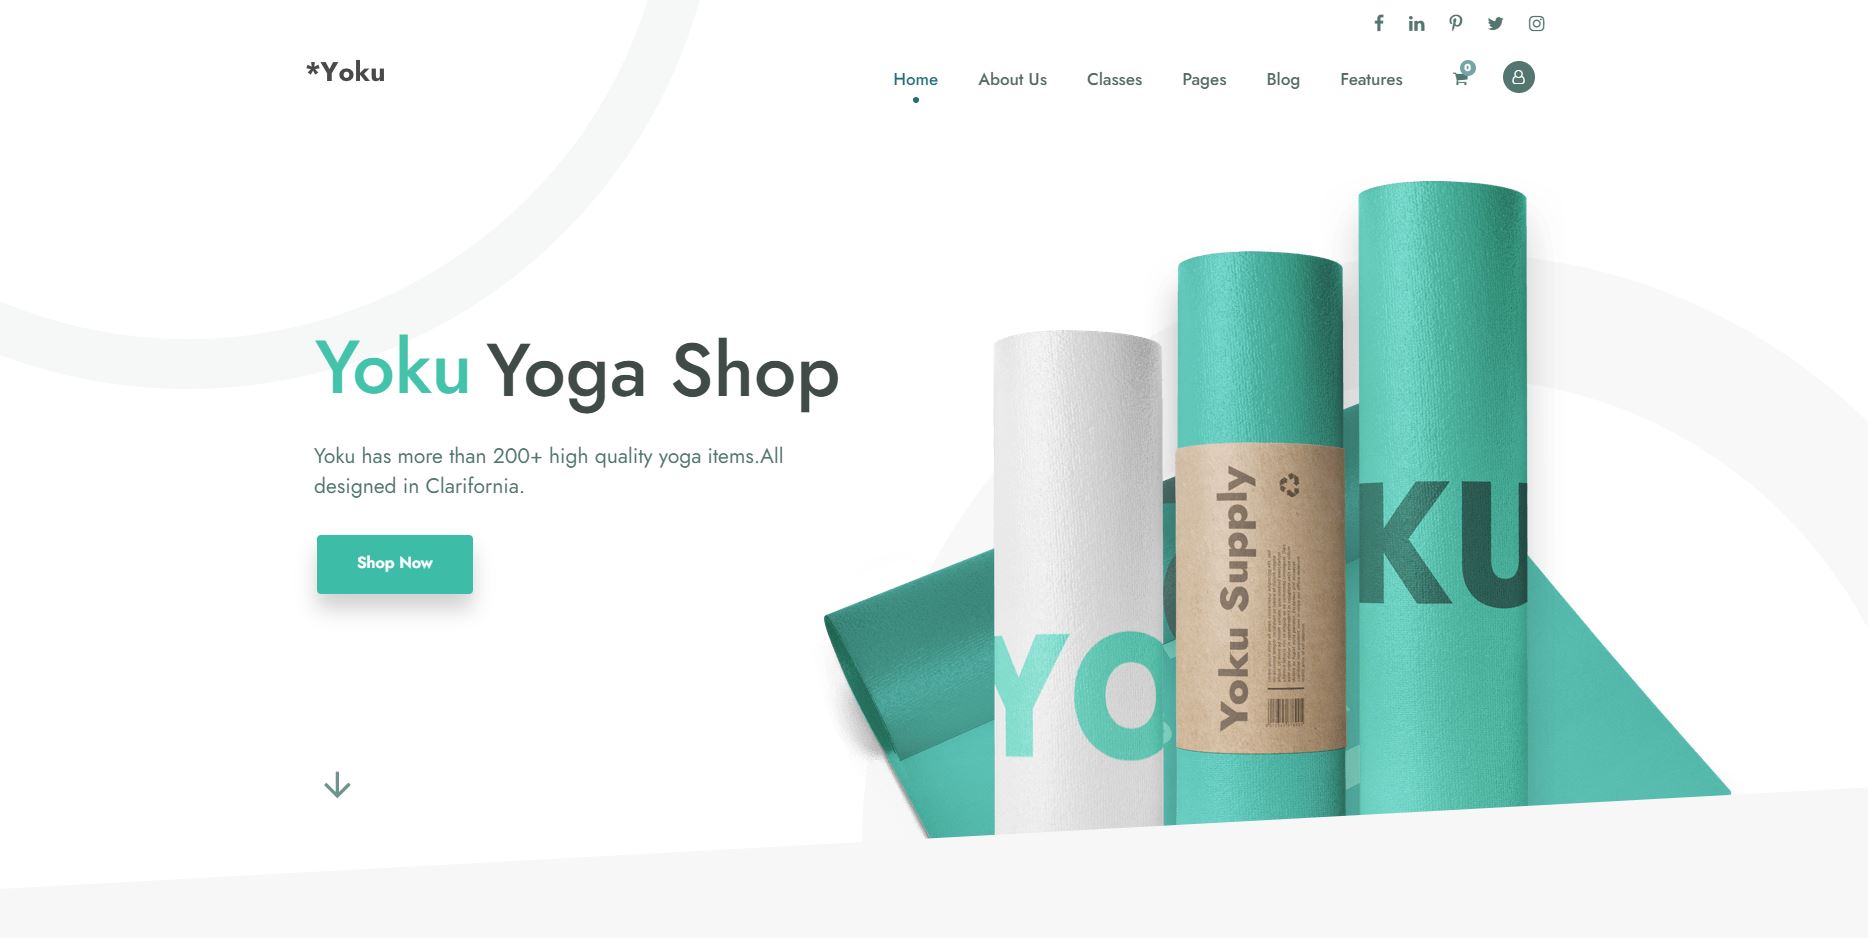 *Yoku
Home
About Us
Classes
Pages
Blog
Features
0
Yoku Yoga Shop
Yoku has more than 200+ high quality yoga items.All
designed in Clarifornia.
Shop Now
YO
Yoku Supply
KU